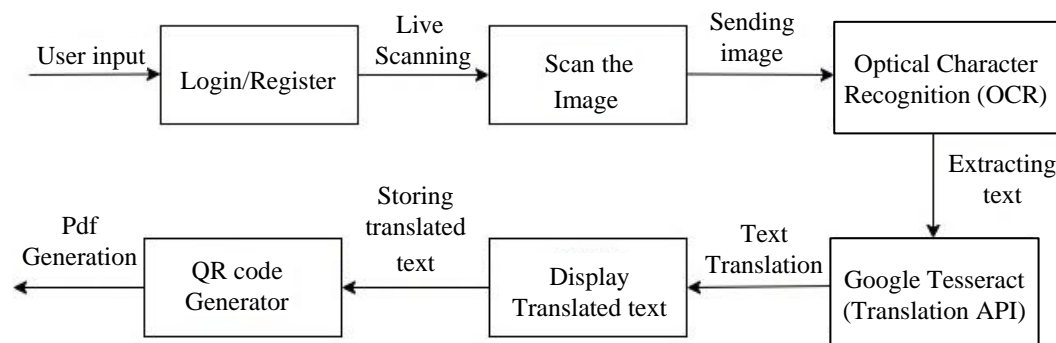 User input
Login/Register
Live
Scanning
Scan the
Image
Sending
image
Optical Character
Recognition (OCR)
Extracting
text
Google Tesseract
(Translation API)
Text
Translation
Display
Translated text
Storing
translated
text
QR code
Generator
Pdf
Generation